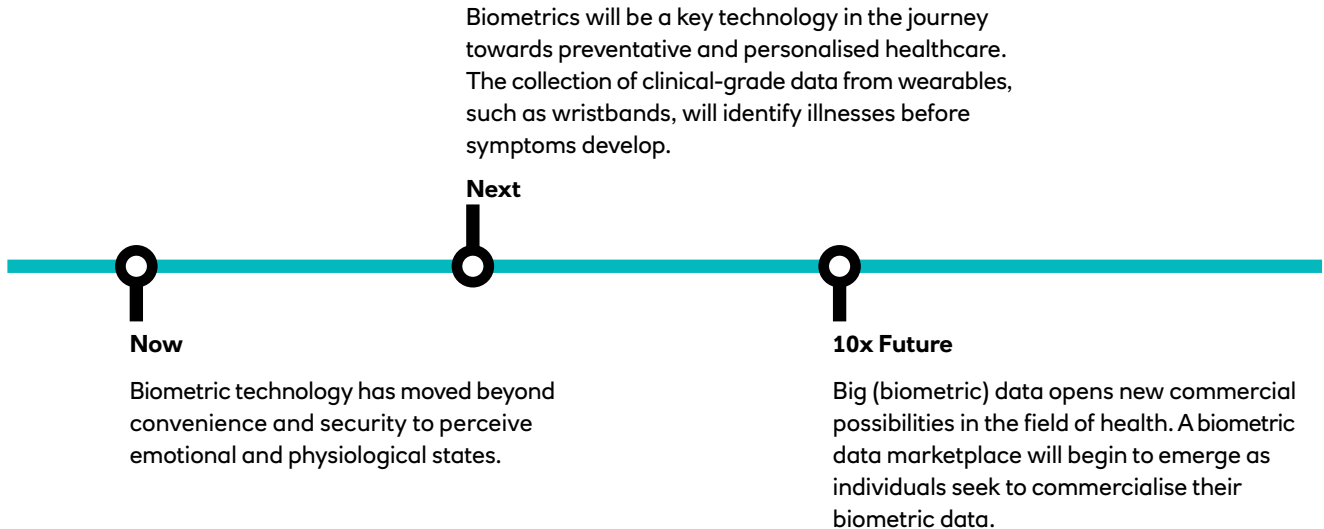 Biometrics will be a key technology in the journey
towards preventative and personalised healthcare.
The collection of clinical-grade data from wearables,
such as wristbands, will identify illnesses before
symptoms develop.
Next
Now
Biometric technology has moved beyond
convenience and security to perceive
emotional and physiological states.
10x Future
Big (biometric) data opens new commercial
possibilities in the field of health. A biometric
data marketplace will begin to emerge as
individuals seek to commercialise their
biometric data.